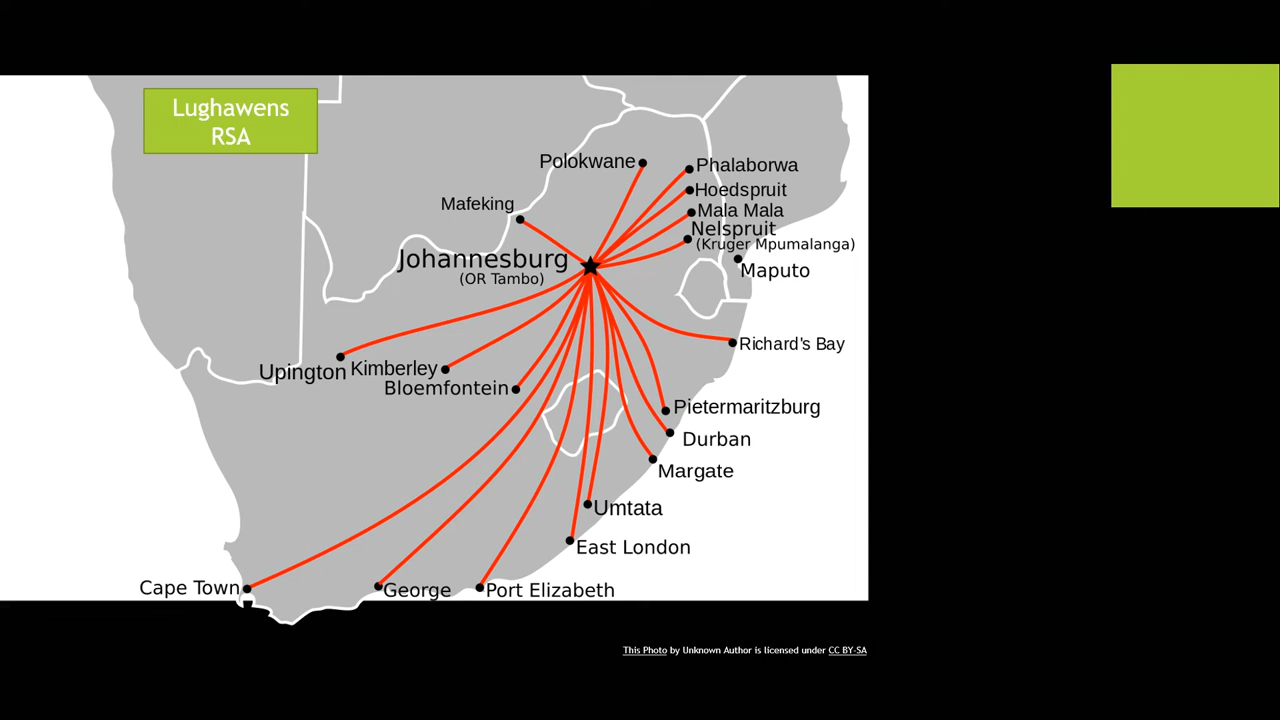 Lughawens
RSA
Polokwane
Phalaborwa
Hoedspruit
Mala Mala
Nelspruit
(Kruger Mpumalanga)
Mafeking
Johannesburg
(OR Tambo)
Maputo
Richard's Bay
Upington
Kimberley
Bloemfontein
Pietermaritzburg
Durban
Margate
Umtata
East London
Cape Town
George
Port Elizabeth
This Photo by Unknown Author is licensed under CC BY-SA